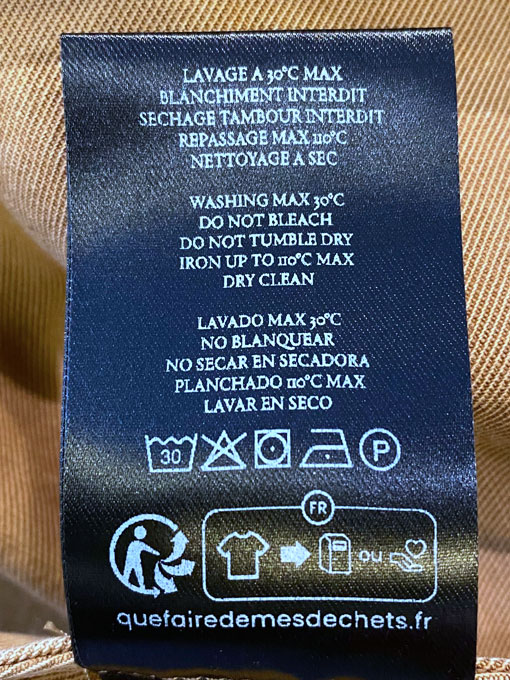 LAVAGE A 30°C MAX
BLANCHIMENT INTERDIT
SECHAGE TAMBOUR INTERDIT
REPASSAGE MAX 110°C
NETTOYAGE A SEC
WASHING MAX 30°C
DO NOT BLEACH
DO NOT TUMBLE DRY
IRON UP TO 110°C MAX
DRY CLEAN
LAVADO MAX 30°C
NO BLANQUEAR
NO SECAR EN SECADORA
PLANCHADO 110°C MAX
LAVAR EN SECO
30 P
FR
ou
quefairedemesdechets.fr